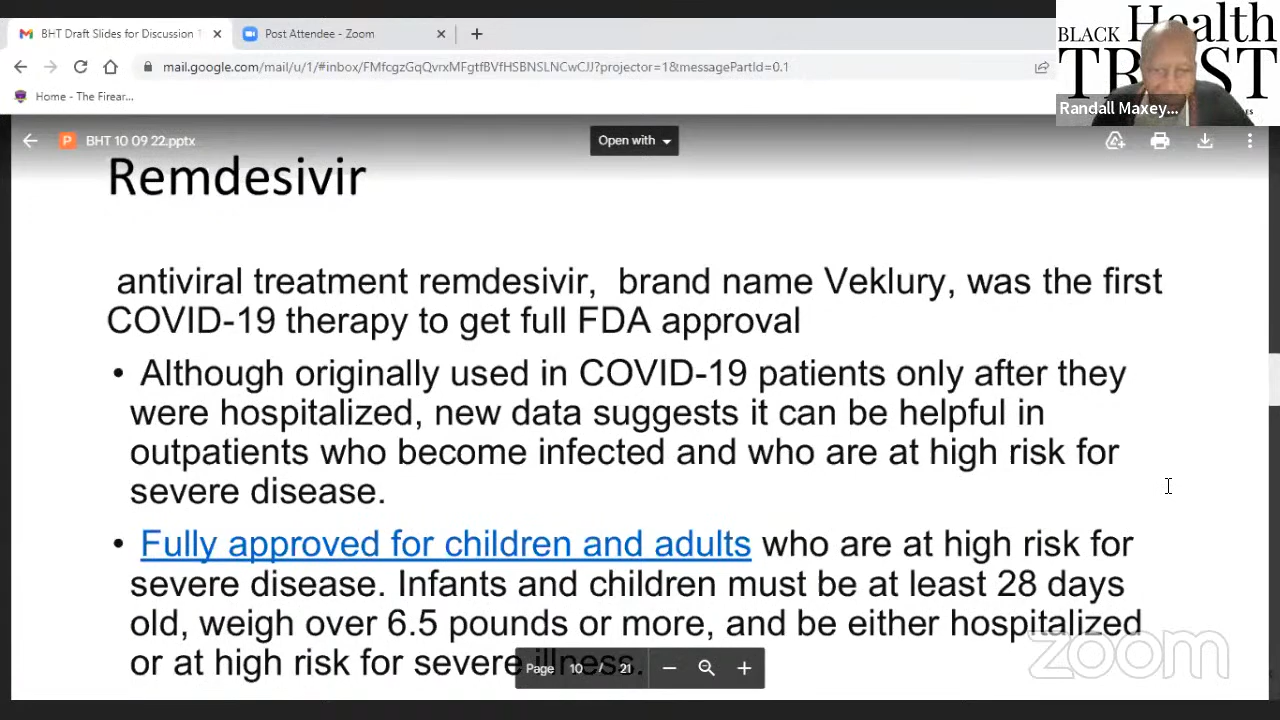 BHT Draft Slides for Discussion T
Post Attendee - Zoom
mail.google.com/mail/u/1/#inbox/FMfcgzGqQvrxMFgtfBVfHSBNSLNCwCJJ?projector=1&messagePartId=0.1
Home - The Firear...
BLACK Health
TRUST
Randall Maxey...
BHT 10 09 22.pptx
Open with
Remdesivir
antiviral treatment remdesivir,  brand name Veklury, was the first
COVID-19 therapy to get full FDA approval
• Although originally used in COVID-19 patients only after they
were hospitalized, new data suggests it can be helpful in
outpatients who become infected and who are at high risk for
severe disease.
• Fully approved for children and adults who are at high risk for
severe disease. Infants and children must be at least 28 days
old, weigh over 6.5 pounds or more, and be either hospitalized
or at high risk for severe illness.
Page 10 / 21
zoom